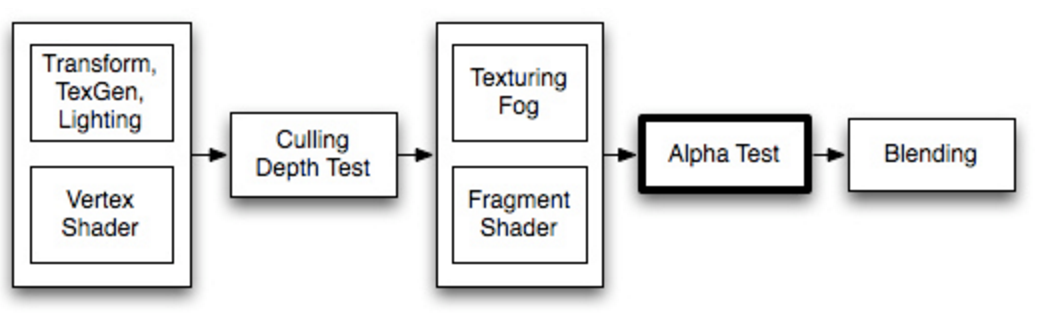 Transform,
TexGen,
Lighting
Vertex
Shader
Culling
Depth Test
Texturing
Fog
Fragment
Shader
Alpha Test
Blending